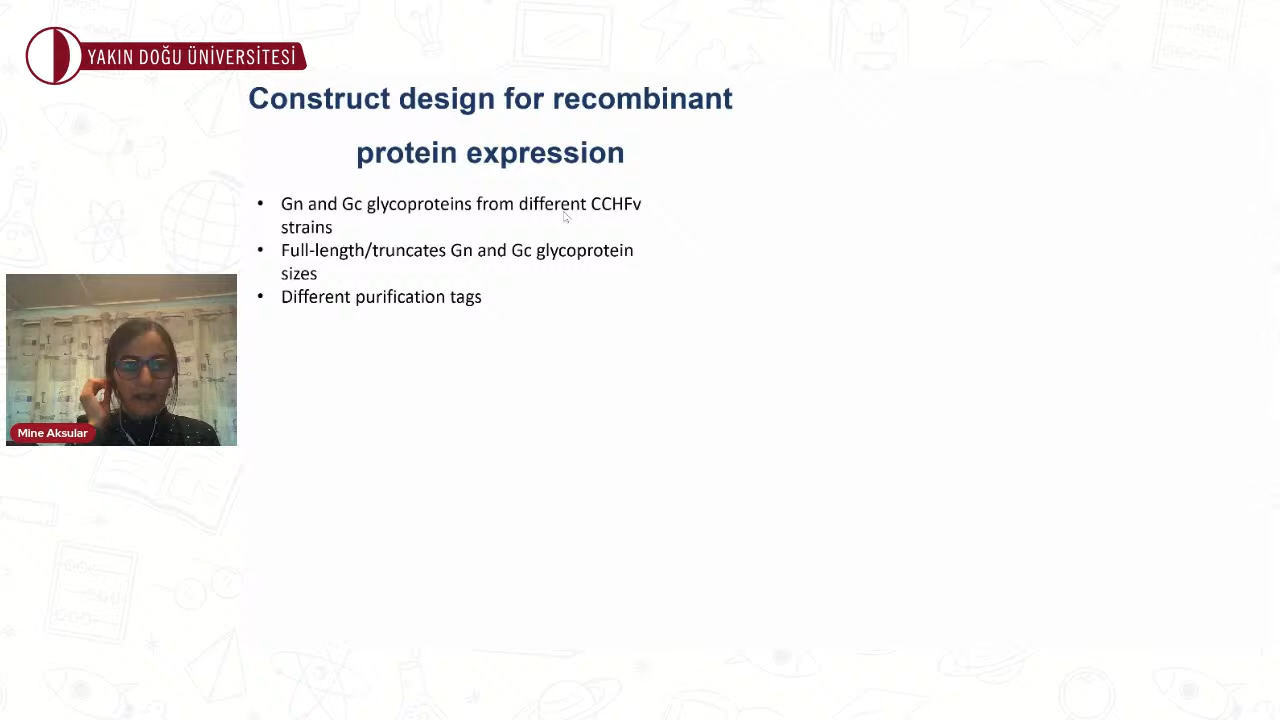 YAKIN DOĞU ÜNİVERSİTESİ
Construct design for recombinant
protein expression
• Gn and Gc glycoproteins from different CCHFv
strains
• Full-length/truncates Gn and Gc glycoprotein
sizes
• Different purification tags
Mine Aksular